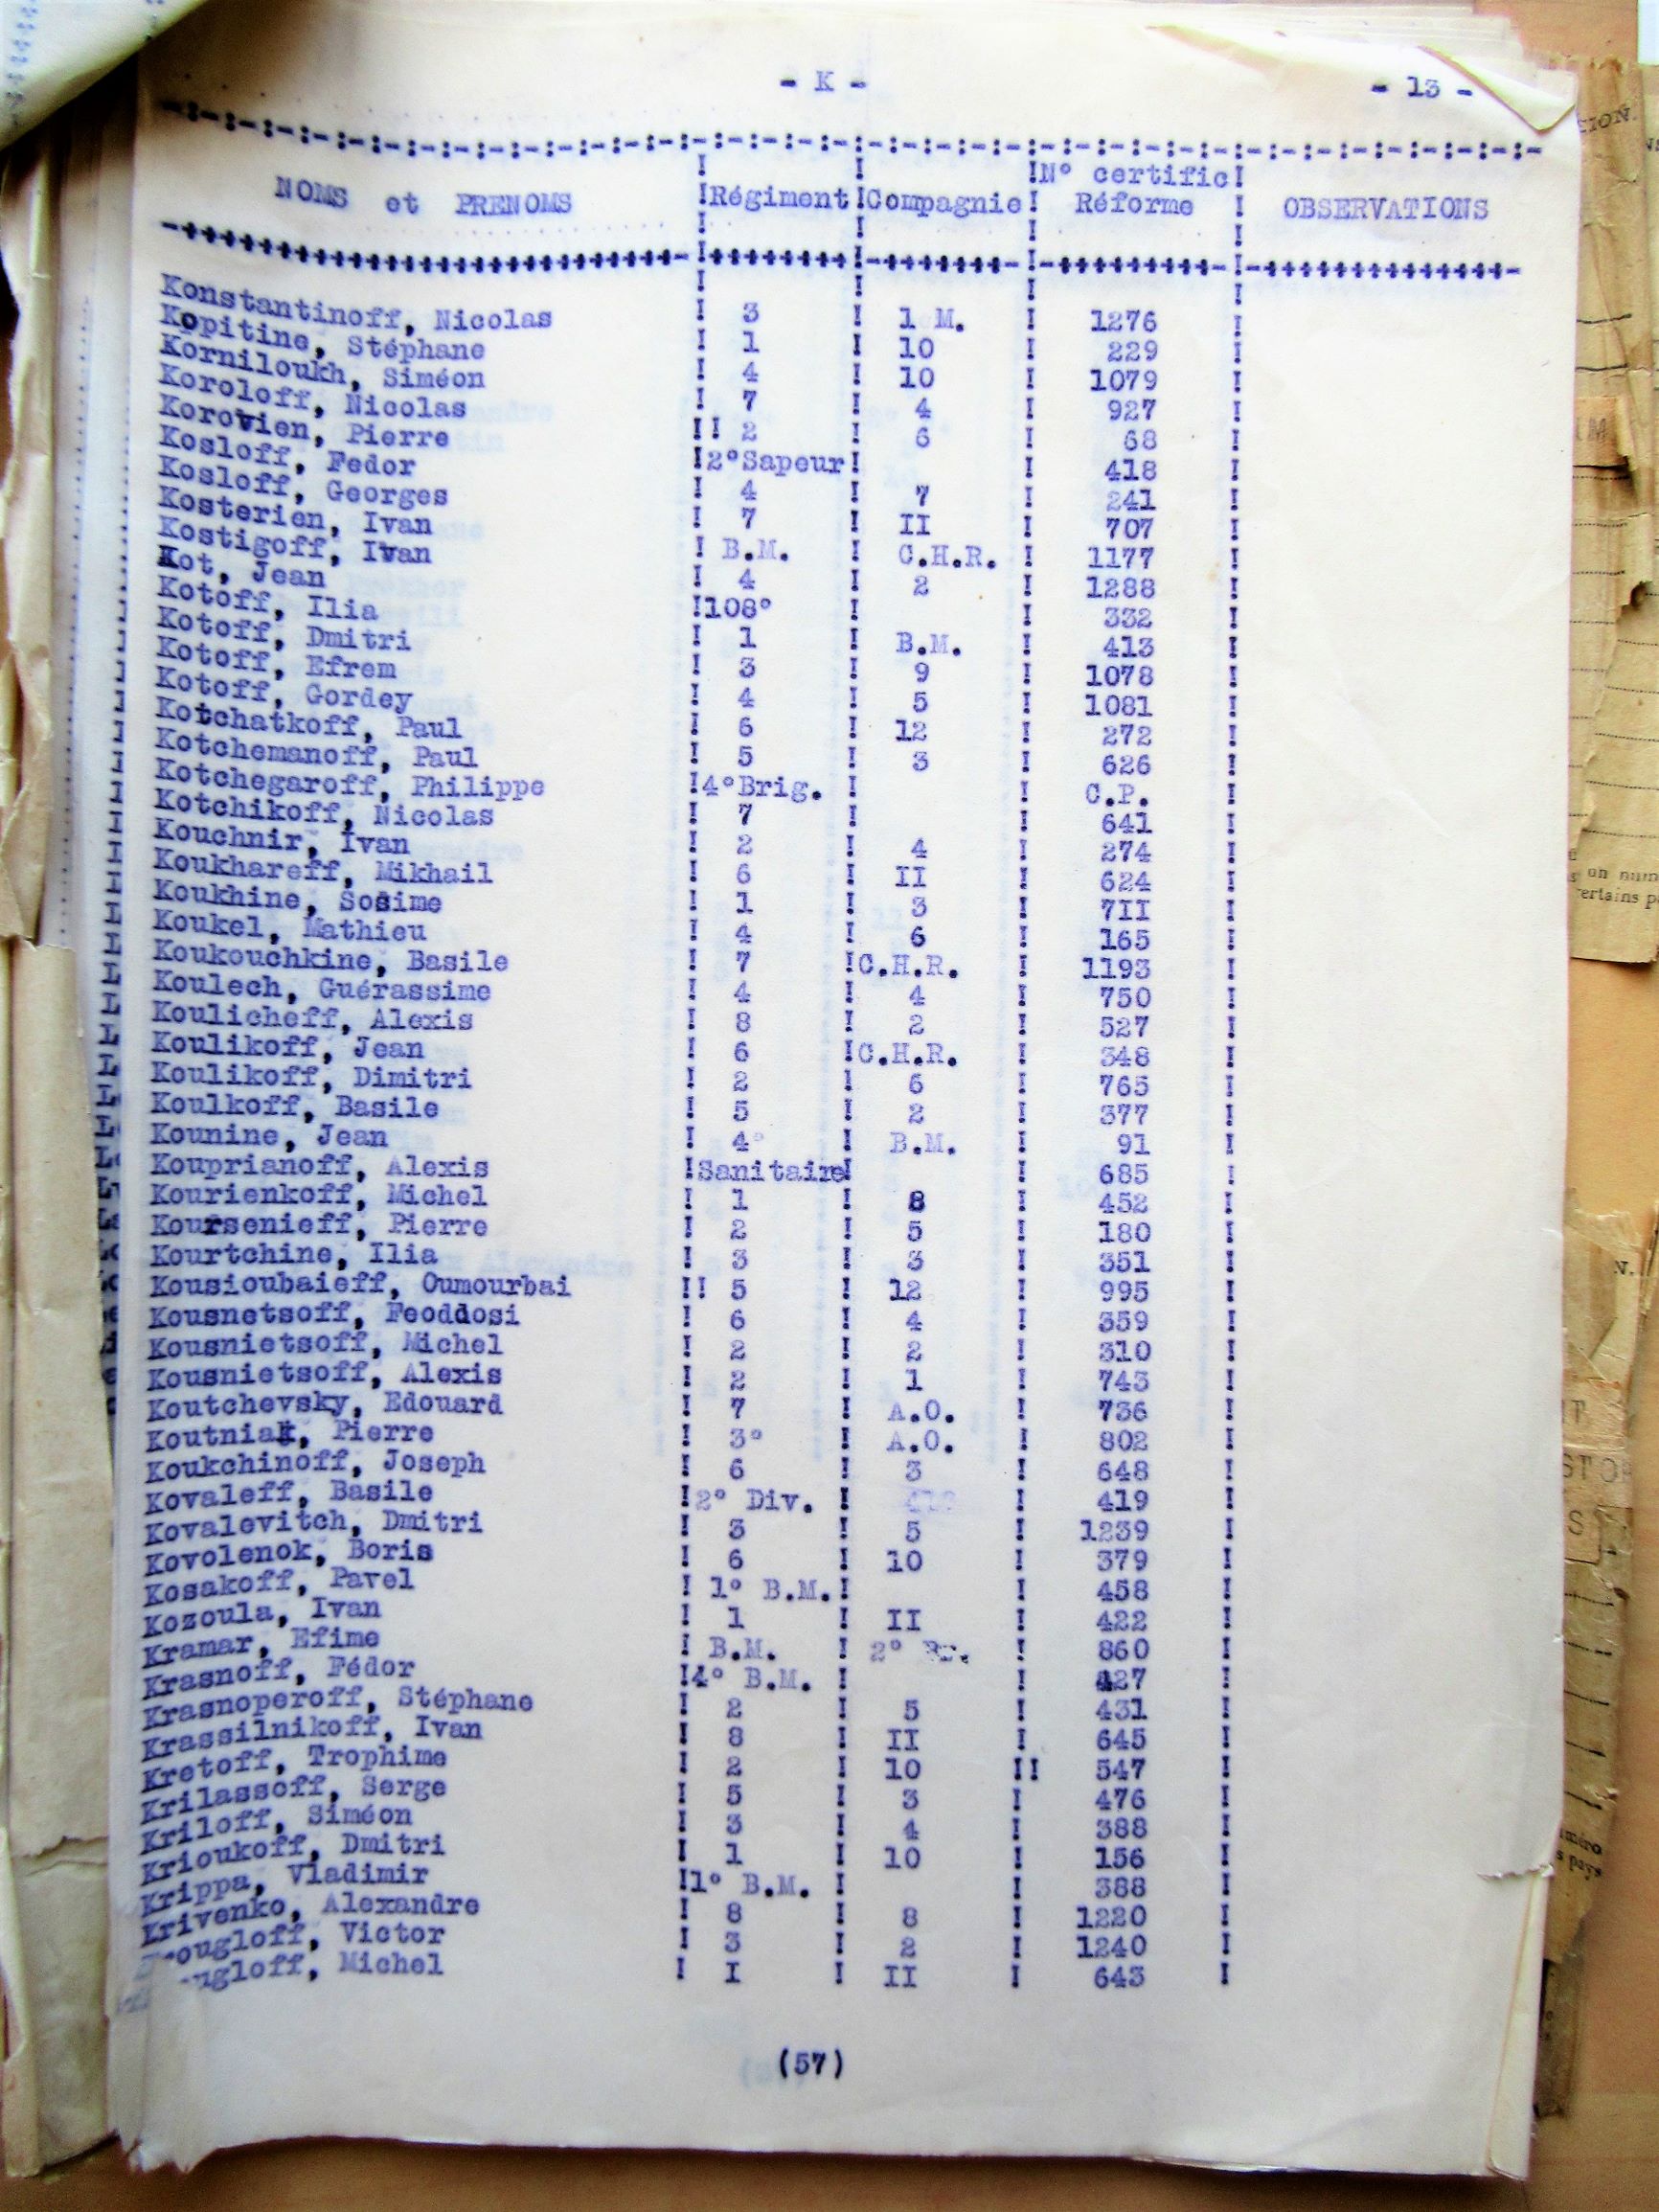 - K -
- 13 -
NOMS et PRENOMS !Régiment!Compagnie! N° certific! OBSERVATIONS
Réforme
Konstantinoff, Nicolas ! 3 ! 1 M. ! 1276 !
Kopitine, Stéphane ! 1 ! 10 ! 229 !
Korniloukh, Siméon ! 4 ! 10 ! 1079 !
Koroloff, Nicolas ! 7 ! 4 ! 927 !
Korovien, Pierre !! 2 ! 6 ! 68 !
Kosloff, Fedor !2°Sapeur! ! 418 !
Kosloff, Georges ! 4 ! 7 ! 241 !
Kosterien, Ivan ! 7 ! II ! 707 !
Kostigoff, Ivan ! B.M. ! C.H.R. ! 1177 !
Kot, Jean ! 4 ! 2 ! 1288 !
Kotoff, Ilia !108° ! ! 332 !
Kotoff, Dmitri ! 1 ! B.M. ! 413 !
Kotoff, Efrem ! 3 ! 9 ! 1078 !
Kotoff, Gordey ! 4 ! 5 ! 1081 !
Kotchatkoff, Paul ! 6 ! 12 ! 272 !
Kotchemanoff, Paul ! 5 ! 3 ! 626 !
Kotchegaroff, Philippe !4°Brig. ! ! C.P. !
Kotchikoff, Nicolas ! 7 ! ! 641 !
Kouchnir, Ivan ! 2 ! 4 ! 274 !
Koukhareff, Mikhail ! 6 ! II ! 624 !
Koukhine, Sosime ! 1 ! 3 ! 7II !
Koukel, Mathieu ! 4 ! 6 ! 165 !
Koukouchkine, Basile ! 7 !C.H.R. ! 1193 !
Koulech, Guérassime ! 4 ! 4 ! 750 !
Koulicheff, Alexis ! 8 ! 2 ! 527 !
Koulikoff, Jean ! 6 !C.H.R. ! 348 !
Koulikoff, Dimitri ! 2 ! 6 ! 765 !
Koulkoff, Basile ! 5 ! 2 ! 377 !
Kounine, Jean ! 4° ! B.M. ! 91 !
Kouprianoff, Alexis !Sanitaire! ! 685 !
Kourienkoff, Michel ! 1 ! 8 ! 452 !
Koursenieff, Pierre ! 2 ! 5 ! 180 !
Kourtchine, Ilia ! 3 ! 3 ! 351 !
Kousioubaieff, Oumourbai !! 5 ! 12 ! 995 !
Kousnetsoff, Feoddosi ! 6 ! 4 ! 359 !
Kousnietsoff, Michel ! 2 ! 2 ! 310 !
Kousnietsoff, Alexis ! 2 ! 1 ! 743 !
Koutchevsky, Edouard ! 7 ! A.O. ! 736 !
Koutniak, Pierre ! 3° ! A.O. ! 802 !
Koukchinoff, Joseph ! 6 ! 3 ! 648 !
Kovaleff, Basile !2° Div. ! ! 419 !
Kovalevitch, Dmitri ! 3 ! 5 ! 1239 !
Kovolenok, Boris ! 6 ! 10 ! 379 !
Kosakoff, Pavel ! 1° B.M.! ! 458 !
Kozoula, Ivan ! 1 ! II ! 422 !
Kramar, Efime ! B.M. ! 2° ! 860 !
Krasnoff, Fédor !4° B.M. ! ! 427 !
Krasnoperoff, Stéphane ! 2 ! 5 ! 431 !
Krassilnikoff, Ivan ! 8 ! II ! 645 !
Kretoff, Trophime ! 2 ! 10 !! 547 !
Krilassoff, Serge ! 5 ! 3 ! 476 !
Kriloff, Siméon ! 3 ! 4 ! 388 !
Krioukoff, Dmitri ! 1 ! 10 ! 156 !
Krippa, Vladimir !1° B.M. ! ! 388 !
Krivenko, Alexandre ! 8 ! 8 ! 1220 !
ougloff, Victor ! 3 ! 2 ! 1240 !
ugloff, Michel ! I ! II ! 643 !
(57)